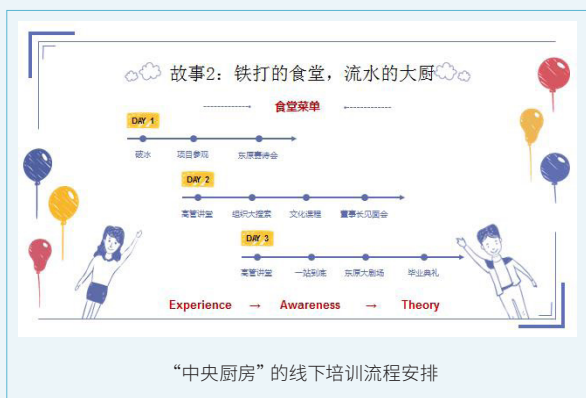 故事2：铁打的食堂，流水的大厨
食堂菜单
DAY 1
破冰 项目参观 东原赛诗会
DAY 2
高管讲堂 组织大搜索 文化课程 董事长见面会
DAY 3
高管讲堂 一站到底 东原大剧场 毕业典礼
Experience → Awareness → Theory
“中央厨房”的线下培训流程安排